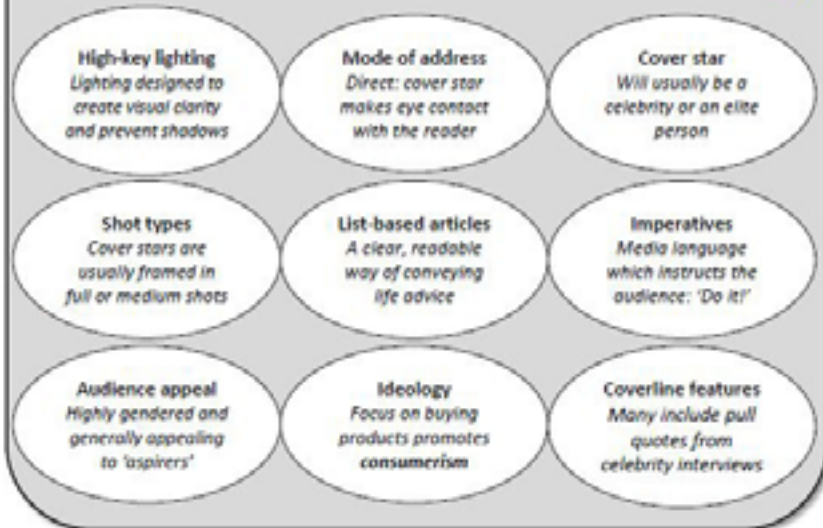 High-key lighting
Lighting designed to
create visual clarity
and prevent shadows
Mode of address
Direct: cover star
makes eye contact
with the reader
Cover star
Will usually be a
celebrity or an elite
person
Shot types
Cover stars are
usually framed in
full or medium shots
List-based articles
A clear, readable
way of conveying
life advice
Imperatives
Media language
which instructs the
audience: 'Do it!'
Audience appeal
Highly gendered and
generally appealing
to 'aspirers'
Ideology
Focus on buying
products promotes
consumerism
Coverline features
Many include pull
quotes from
celebrity interviews